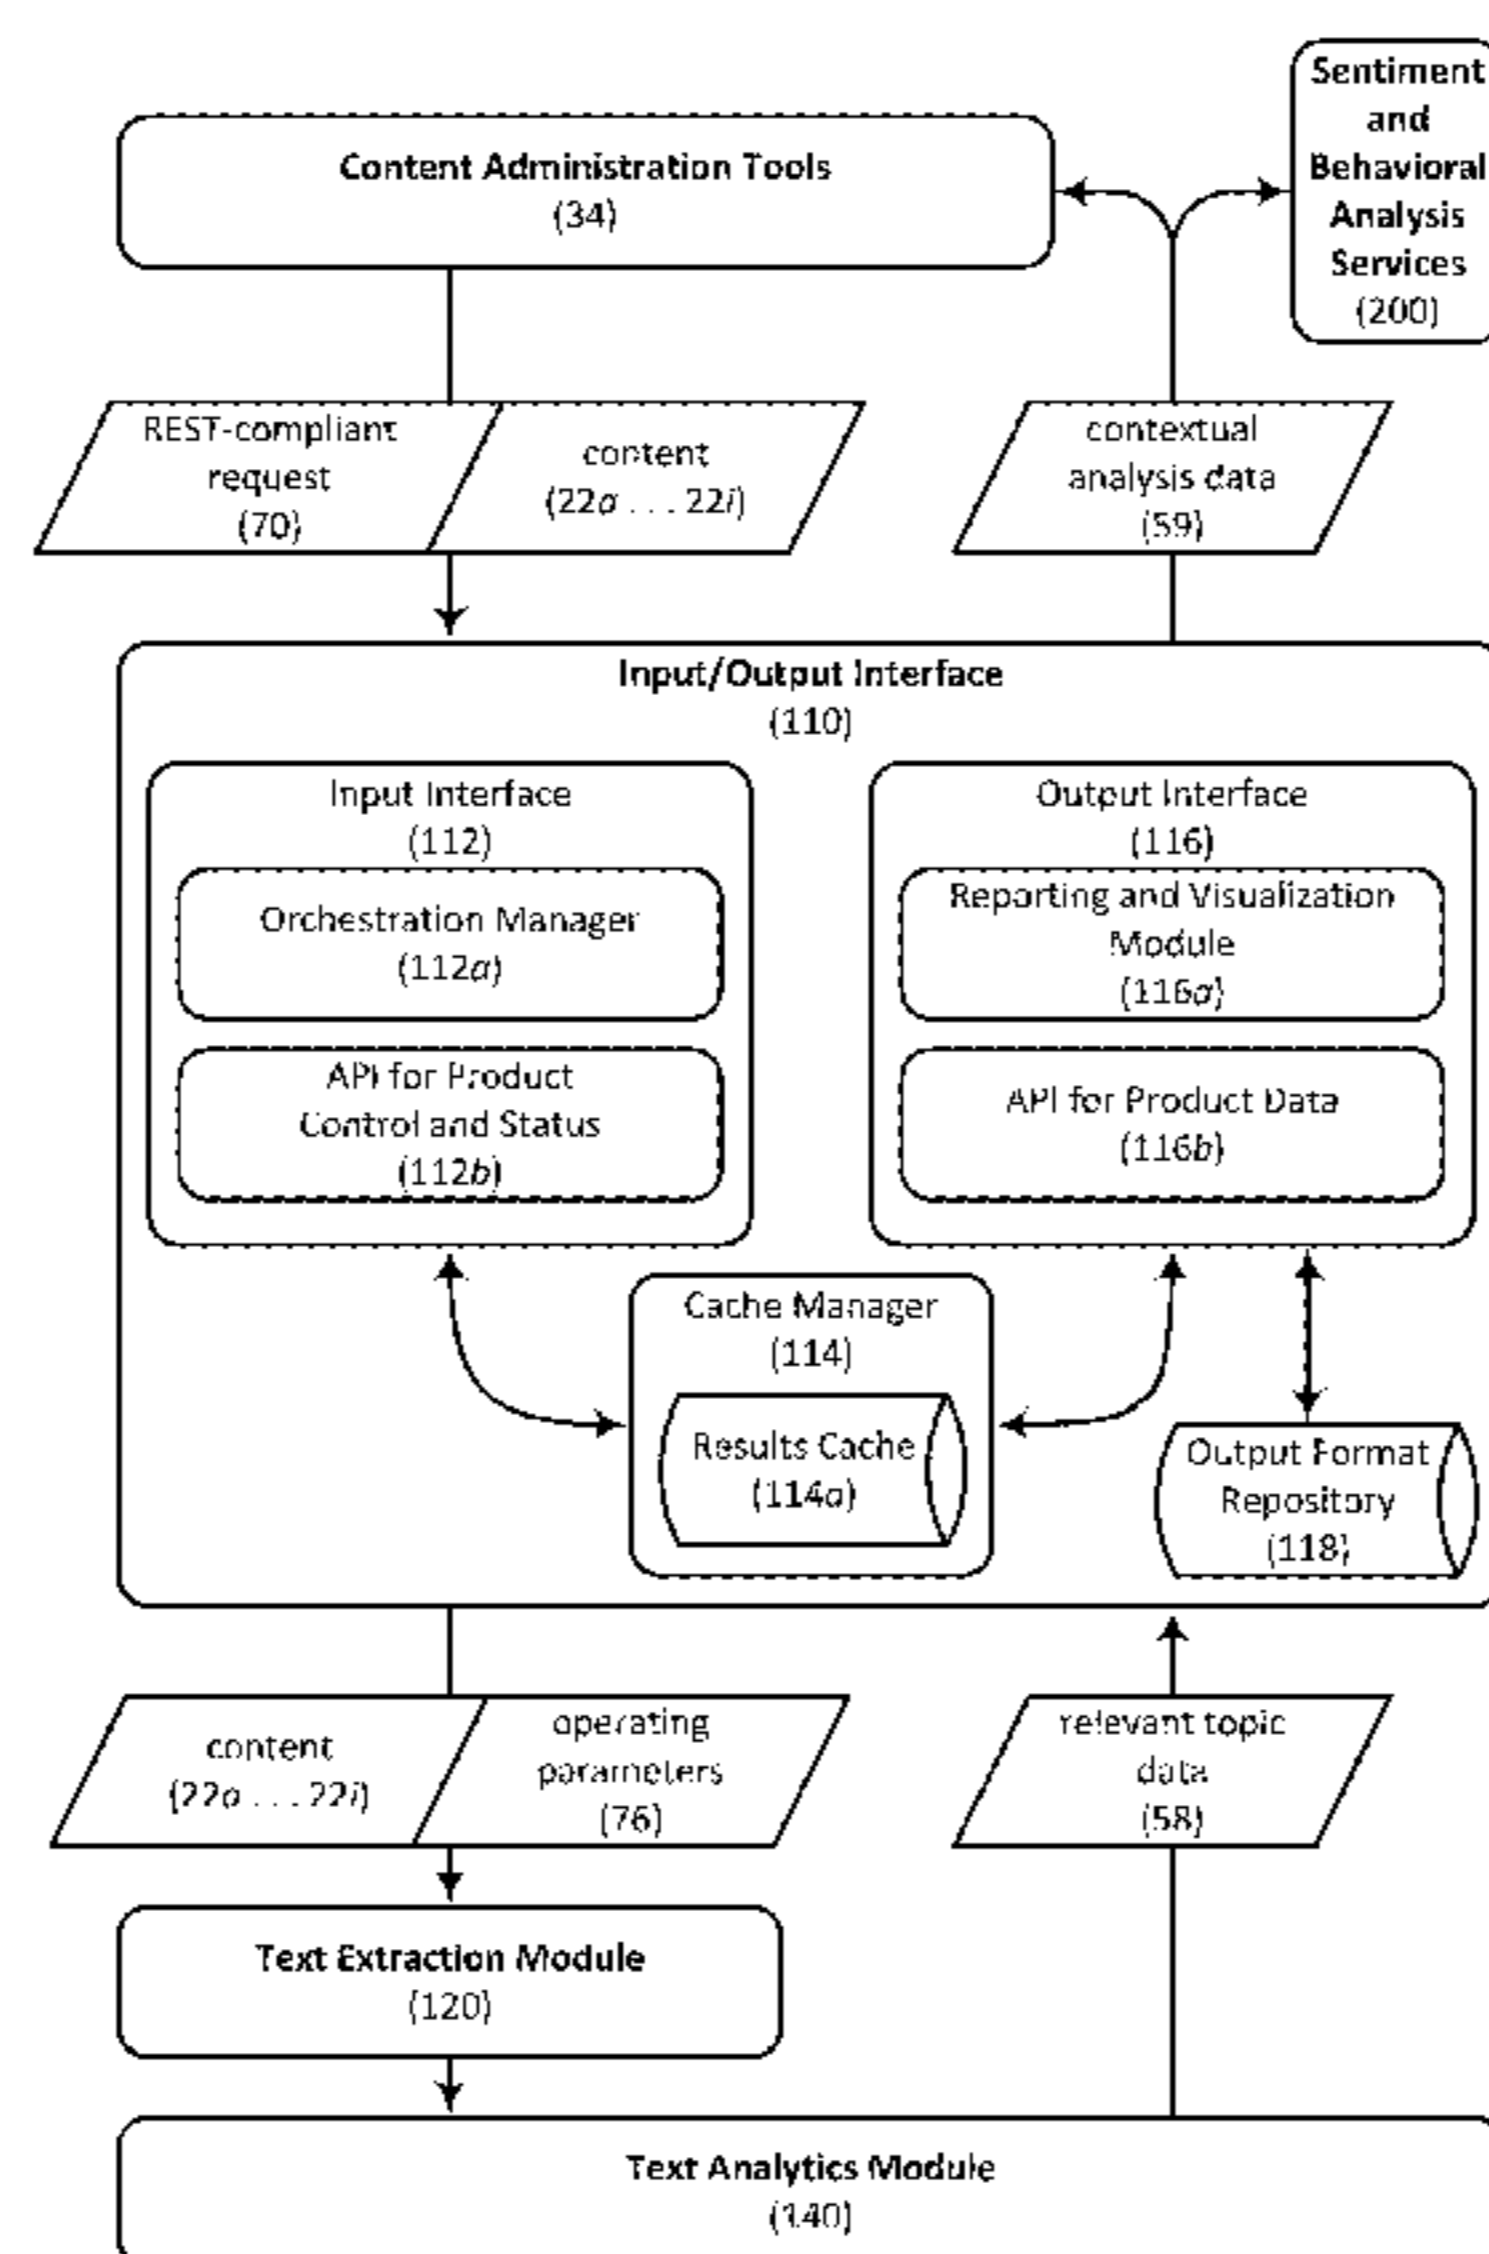 Content Administration Tools
(34)
Sentiment
and
Behavioral
Analysis
Services
(200)
REST-compliant
request
(70)
content
(22a . . . 22i)
contextual
analysis data
(59)
Input/Output Interface
(110)
Input Interface
(112)
Orchestration Manager
(112a)
API for Product
Control and Status
(112b)
Output Interface
(116)
Reporting and Visualization
Module
(116a)
API for Product Data
(116b)
Cache Manager
(114)
Results Cache
(114a)
Output Format
Repository
(118)
content
(22a . . . 22i)
operating
parameters
(76)
relevant topic
data
(58)
Text Extraction Module
(120)
Text Analytics Module
(140)